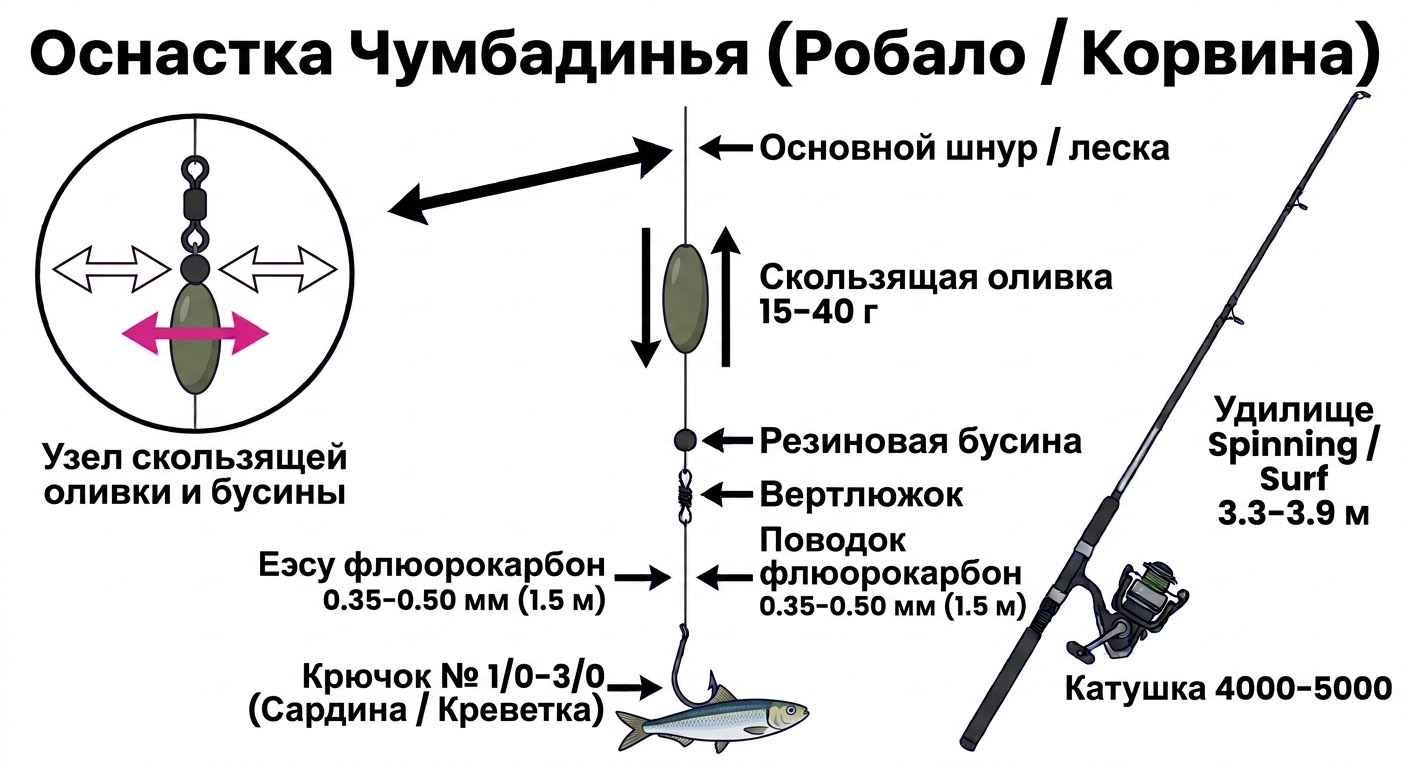 Оснастка Чумбадинья (Робало / Корвина)
Основной шнур / леска
Скользящая оливка
15–40 г
Резиновая бусина
Вертлюжок
Поводок
флюорокарбон
0.35–0.50 мм (1.5 м)
Узел скользящей
оливки и бусины
Еэсу флюорокарбон
0.35–0.50 мм (1.5 м)
Крючок № 1/0–3/0
(Сардина / Креветка)
Удилище
Spinning /
Surf
3.3–3.9 м
Катушка 4000–5000